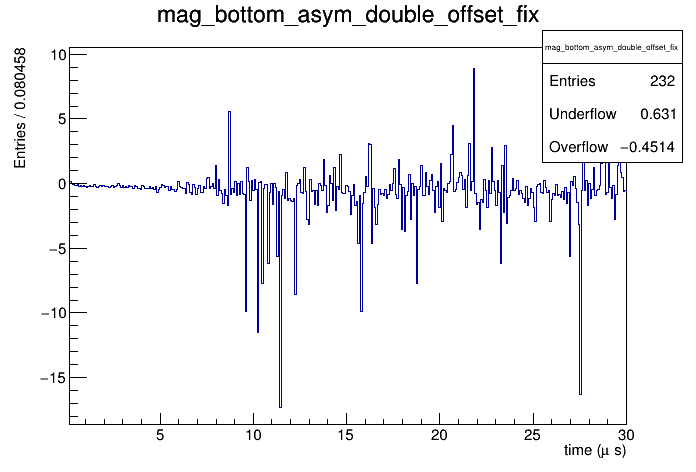 mag_bottom_asym_double_offset_fix
mag_bottom_asym_double_offset_fix
Entries 232
Underflow 0.631
Overflow −0.4514
Entries / 0.080458
10
5
0
−5
−10
−15
5 10 15 20 25 30
time (μ s)